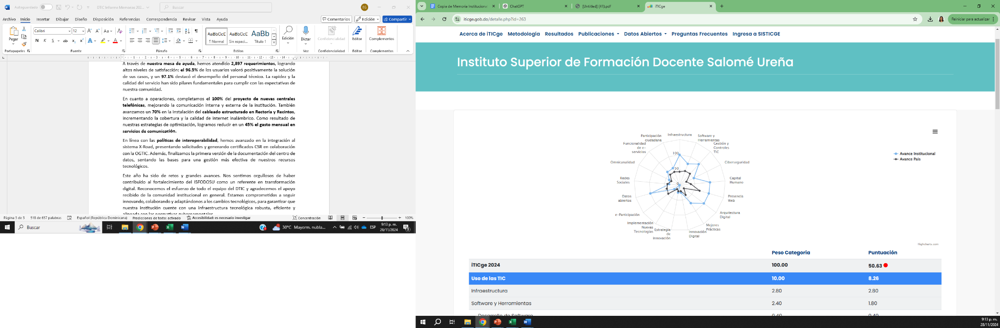 Autoguardado
DTIC Informe Memorias 202...
Buscar
EG
Archivo Inicio Insertar Dibujar Diseño Disposición Referencias Correspondencia Revisar Vista Ayuda
Comentarios Edición Compartir
Pegar
Calibri 12
N K S
Portapapeles Fuente Párrafo Estilos Voz Confidencialidad Editor Complementos
AaBbCcD AaBbCcD AaBb
¶ Normal Sin espaci... Título 1
Edición Dictar Confidencialidad Editor Complementos
A través de nuestra mesa de ayuda, hemos atendido 2,897 requerimientos, logrando
altos niveles de satisfacción: el 96.5% de los usuarios valoró positivamente la solución
de sus casos, y un 97.1% destacó el desempeño del personal técnico. La rapidez y la
calidad del servicio han sido pilares fundamentales para cumplir con las expectativas de
nuestra comunidad.
En cuanto a operaciones, completamos el 100% del proyecto de nuevas centrales
telefónicas, mejorando la comunicación interna y externa de la institución. También
avanzamos un 70% en la instalación del cableado estructurado en Rectoría y Recintos,
incrementando la cobertura y la calidad de internet inalámbrico. Como resultado de
nuestras estrategias de optimización, logramos reducir en un 45% el gasto mensual en
servicios de comunicación.
En línea con las políticas de interoperabilidad, hemos avanzado en la integración al
sistema X-Road, presentando solicitudes y generando certificados CSR en colaboración
con la OGTIC. Además, finalizamos la primera versión de la documentación del centro de
datos, sentando las bases para una gestión más efectiva de nuestros recursos
tecnológicos.
Este año ha sido de retos y grandes avances. Nos sentimos orgullosos de haber
contribuido al fortalecimiento del ISFODOSU como un referente en transformación
digital. Reconocemos el esfuerzo de todo el equipo del DTIC y agradecemos el apoyo
recibido de la comunidad institucional en general. Estamos comprometidos a seguir
innovando, colaborando y adaptándonos a los cambios tecnológicos, para garantizar que
nuestra institución cuente con una infraestructura tecnológica robusta, eficiente y
alineada con las normativas gubernamentales.
Página 3 de 3 518 de 657 palabras Español (República Dominicana) Predicciones de texto: activado Accesibilidad: es necesario investigar Concentración 100%
Buscar 30°C Mayorm. nubla... ESP 9:13 p. m.
28/11/2024
3
Copia de Memoria Institucional ChatGPT [Untitled] (41).pdf iTICge
iticge.gob.do/detalle.php?id=263 Reiniciar para actualizar
Acerca de iTICge Metodología Resultados Publicaciones Datos Abiertos Preguntas Frecuentes Ingresa a SISTICGE
Instituto Superior de Formación Docente Salomé Ureña
Infraestructura
Software y
Herramientas
Gestión y
Controles
TIC
Ciberseguridad
Capital
Humano
Presencia
Web
Arquitectura
Digital
Mejores
Prácticas
Innovación
Digital
Estrategia
de
innovación
Implementación
Nuevas
Tecnologías
e-Participación
Datos
abiertos
Redes
Sociales
Omnicanalidad
Funcionalidad
de e-
servicios
Participación
ciudadana
100
50
0
Avance Institucional
Avance Pais
Highcharts.com
Peso Categoría Puntuación
iTICge 2024 100.00 50.63
Uso de las TIC 10.00 8.26
Infraestructura 2.80 2.80
Software y Herramientas 2.40 1.80
Desarrollo de Software 0.40 0.40
9:13 p. m.
28/11/2024